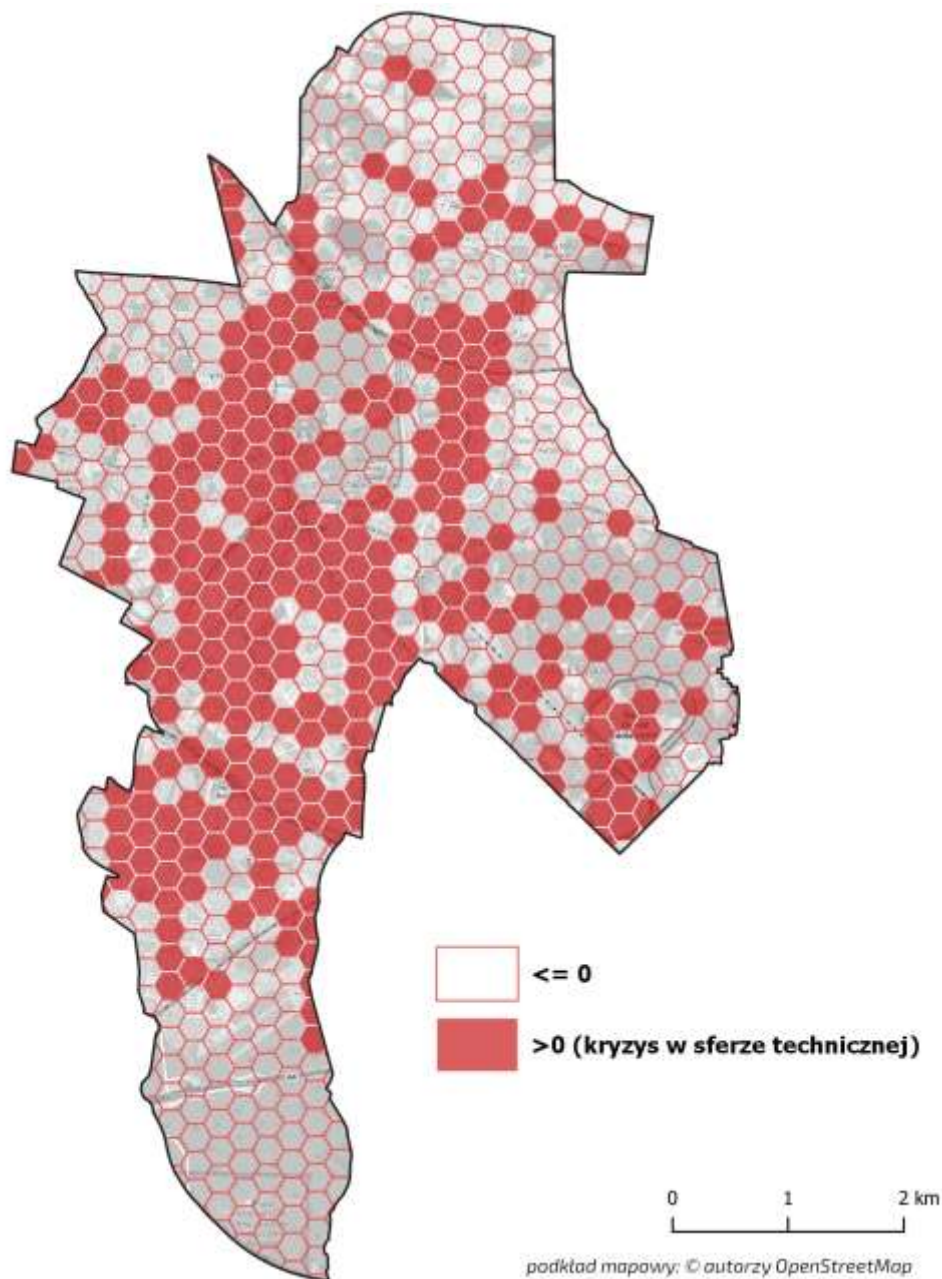 <= 0
>0 (kryzys w sferze technicznej)
0 1 2 km
podkład mapowy: © autorzy OpenStreetMap